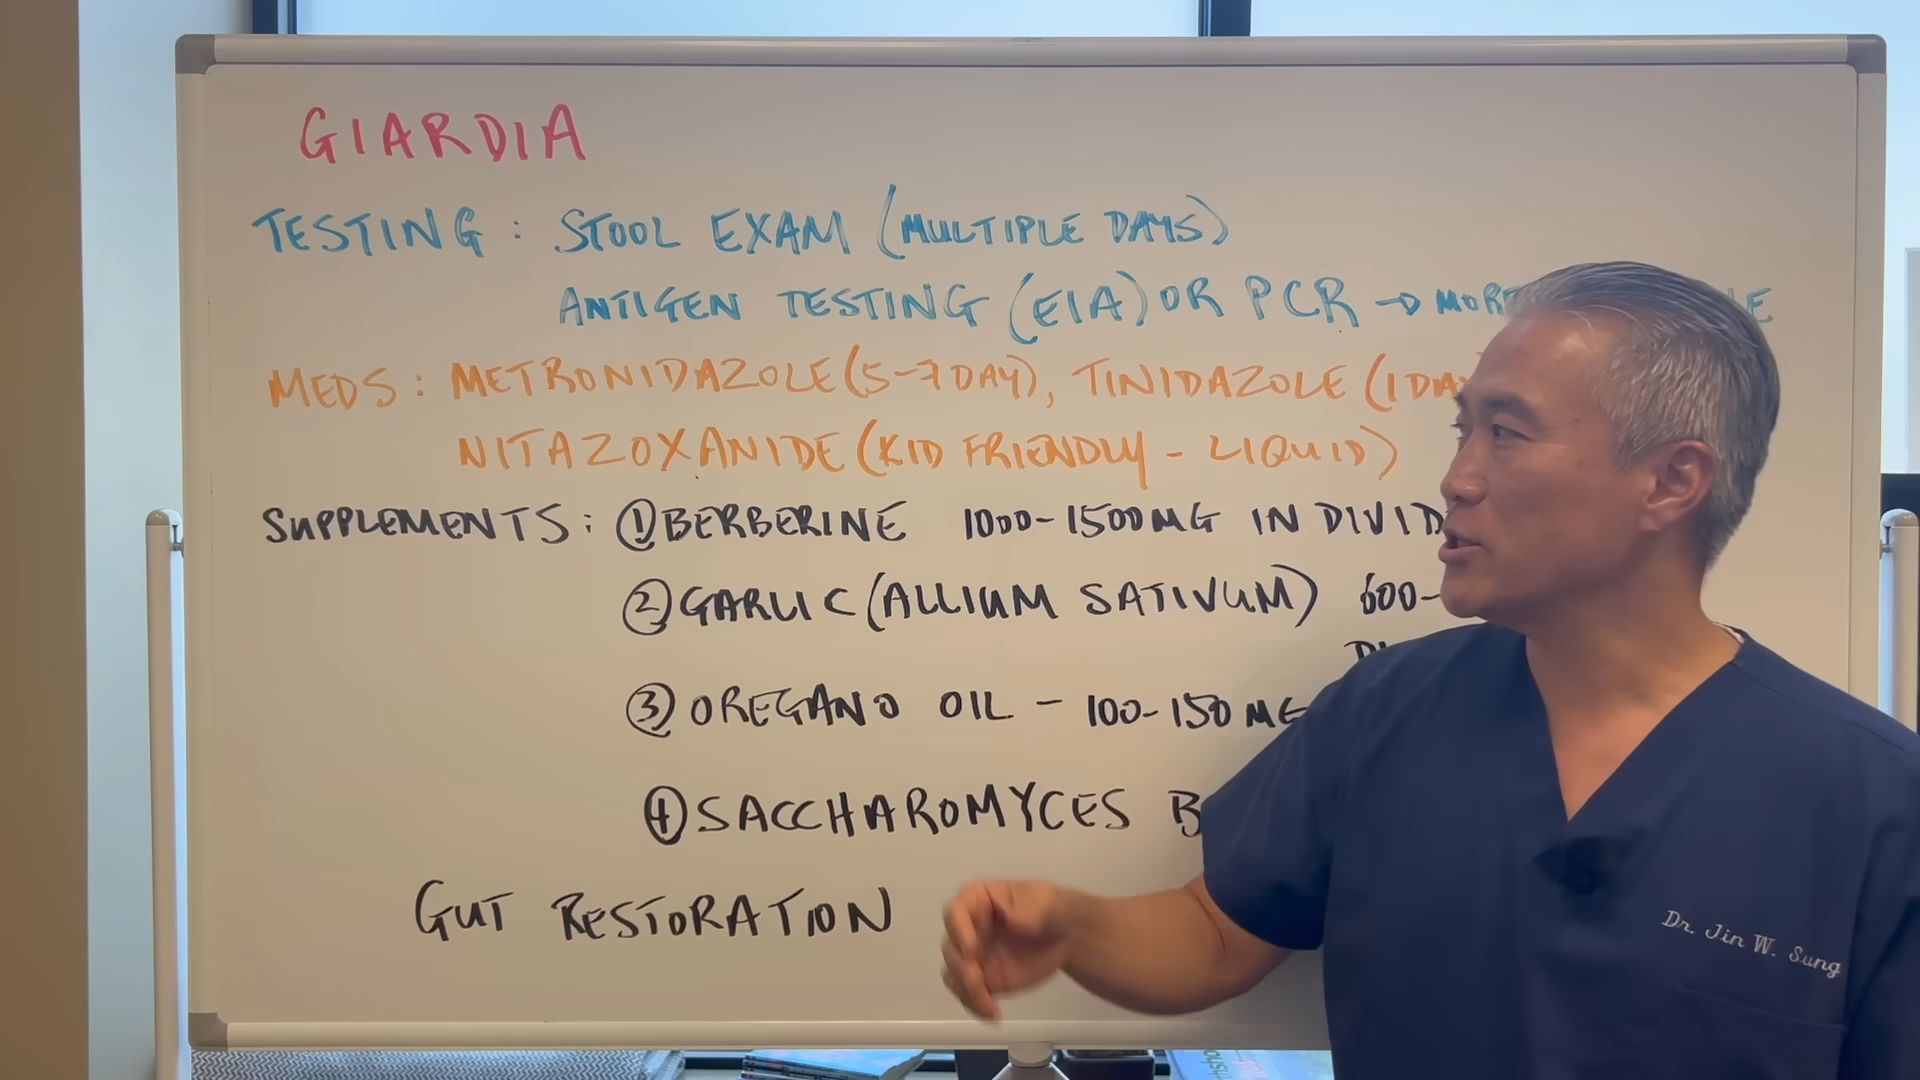 GIARDIA
TESTING: STOOL EXAM (MULTIPLE DAYS)
ANTIGEN TESTING (EIA) OR PCR → MORE
MEDS: METRONIDAZOLE (5-7 DAY), TINIDAZOLE (1 DAY
NITAZOXANIDE (KID FRIENDLY - LIQUID)
SUPPLEMENTS: ① BERBERINE 1000-1500MG IN DIVID
② GARLIC (ALLIUM SATIVUM) 600-
③ OREGANO OIL - 100-150 MG
④ SACCHAROMYCES B
GUT RESTORATION
Dr. Jin W. Sung